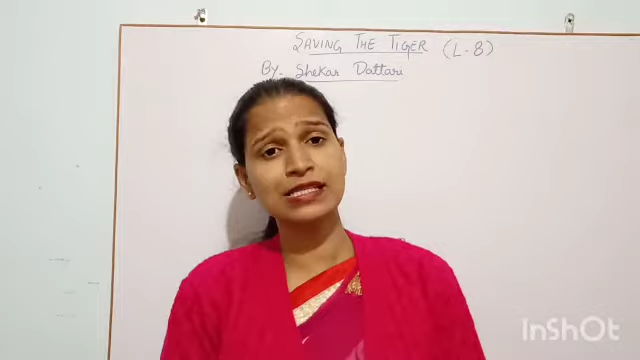 SAVING THE TIGER (L-8)
By. Shekar Dattari
InShOt